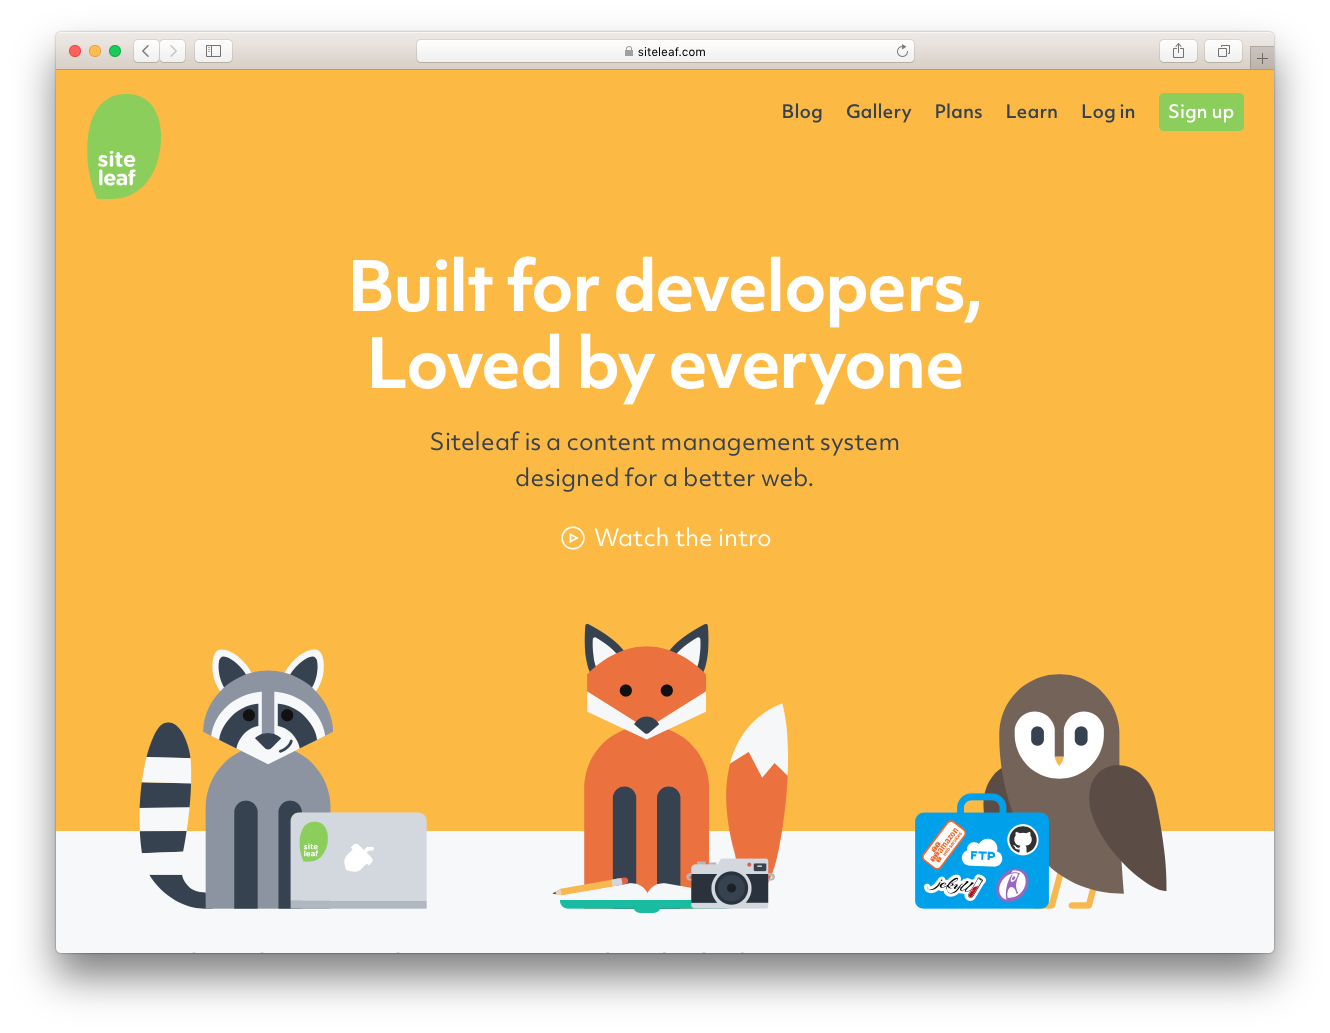 siteleaf.com
site
leaf
Blog Gallery Plans Learn Log in Sign up
Built for developers,
Loved by everyone
Siteleaf is a content management system
designed for a better web.
Watch the intro
site
leaf
amazon
FTP
jekyll